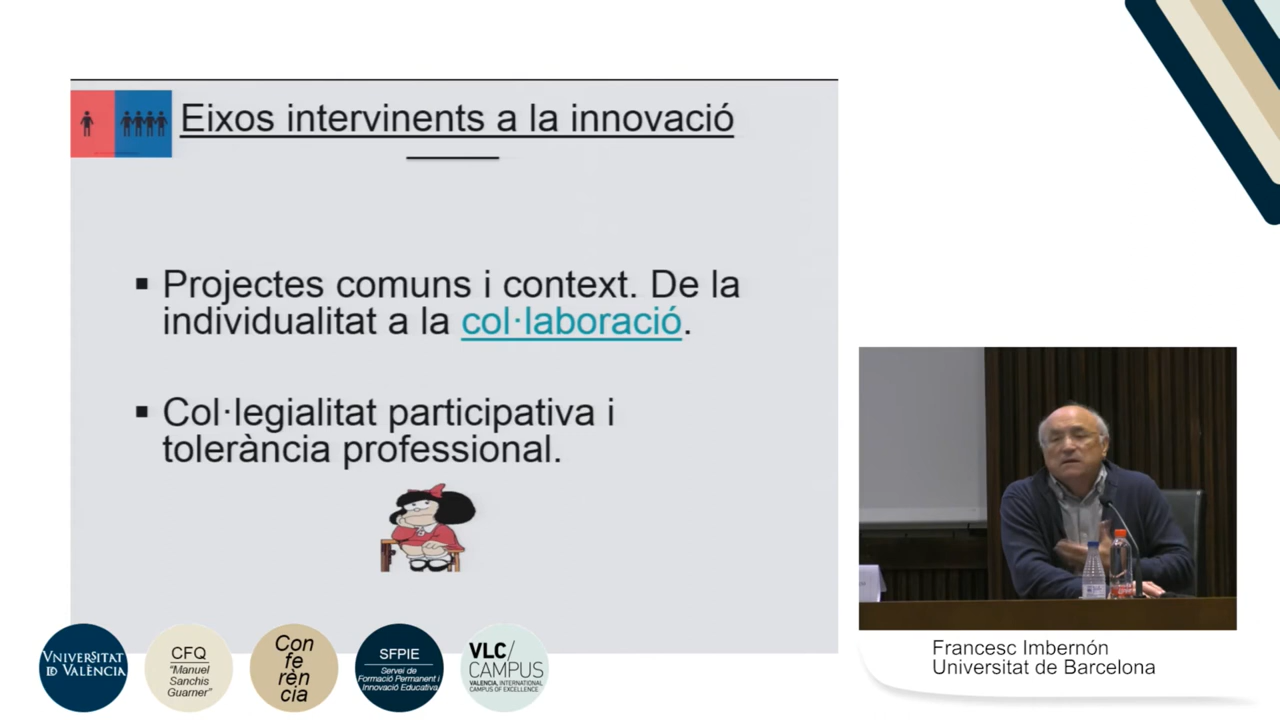 Eixos intervinents a la innovació
▪ Projectes comuns i context. De la
individualitat a la col·laboració.
▪ Col·legialitat participativa i
tolerància professional.
VNIVERSITAT
ID VALÈNCIA
CFQ
"Manuel
Sanchis
Guarner"
Con
fe
rèn
cia
SFPIE
Servei de
Formació Permanent i
Innovació Educativa
VLC/
CAMPUS
VALENCIA, INTERNATIONAL
CAMPUS OF EXCELLENCE
Francesc Imbernón
Universitat de Barcelona